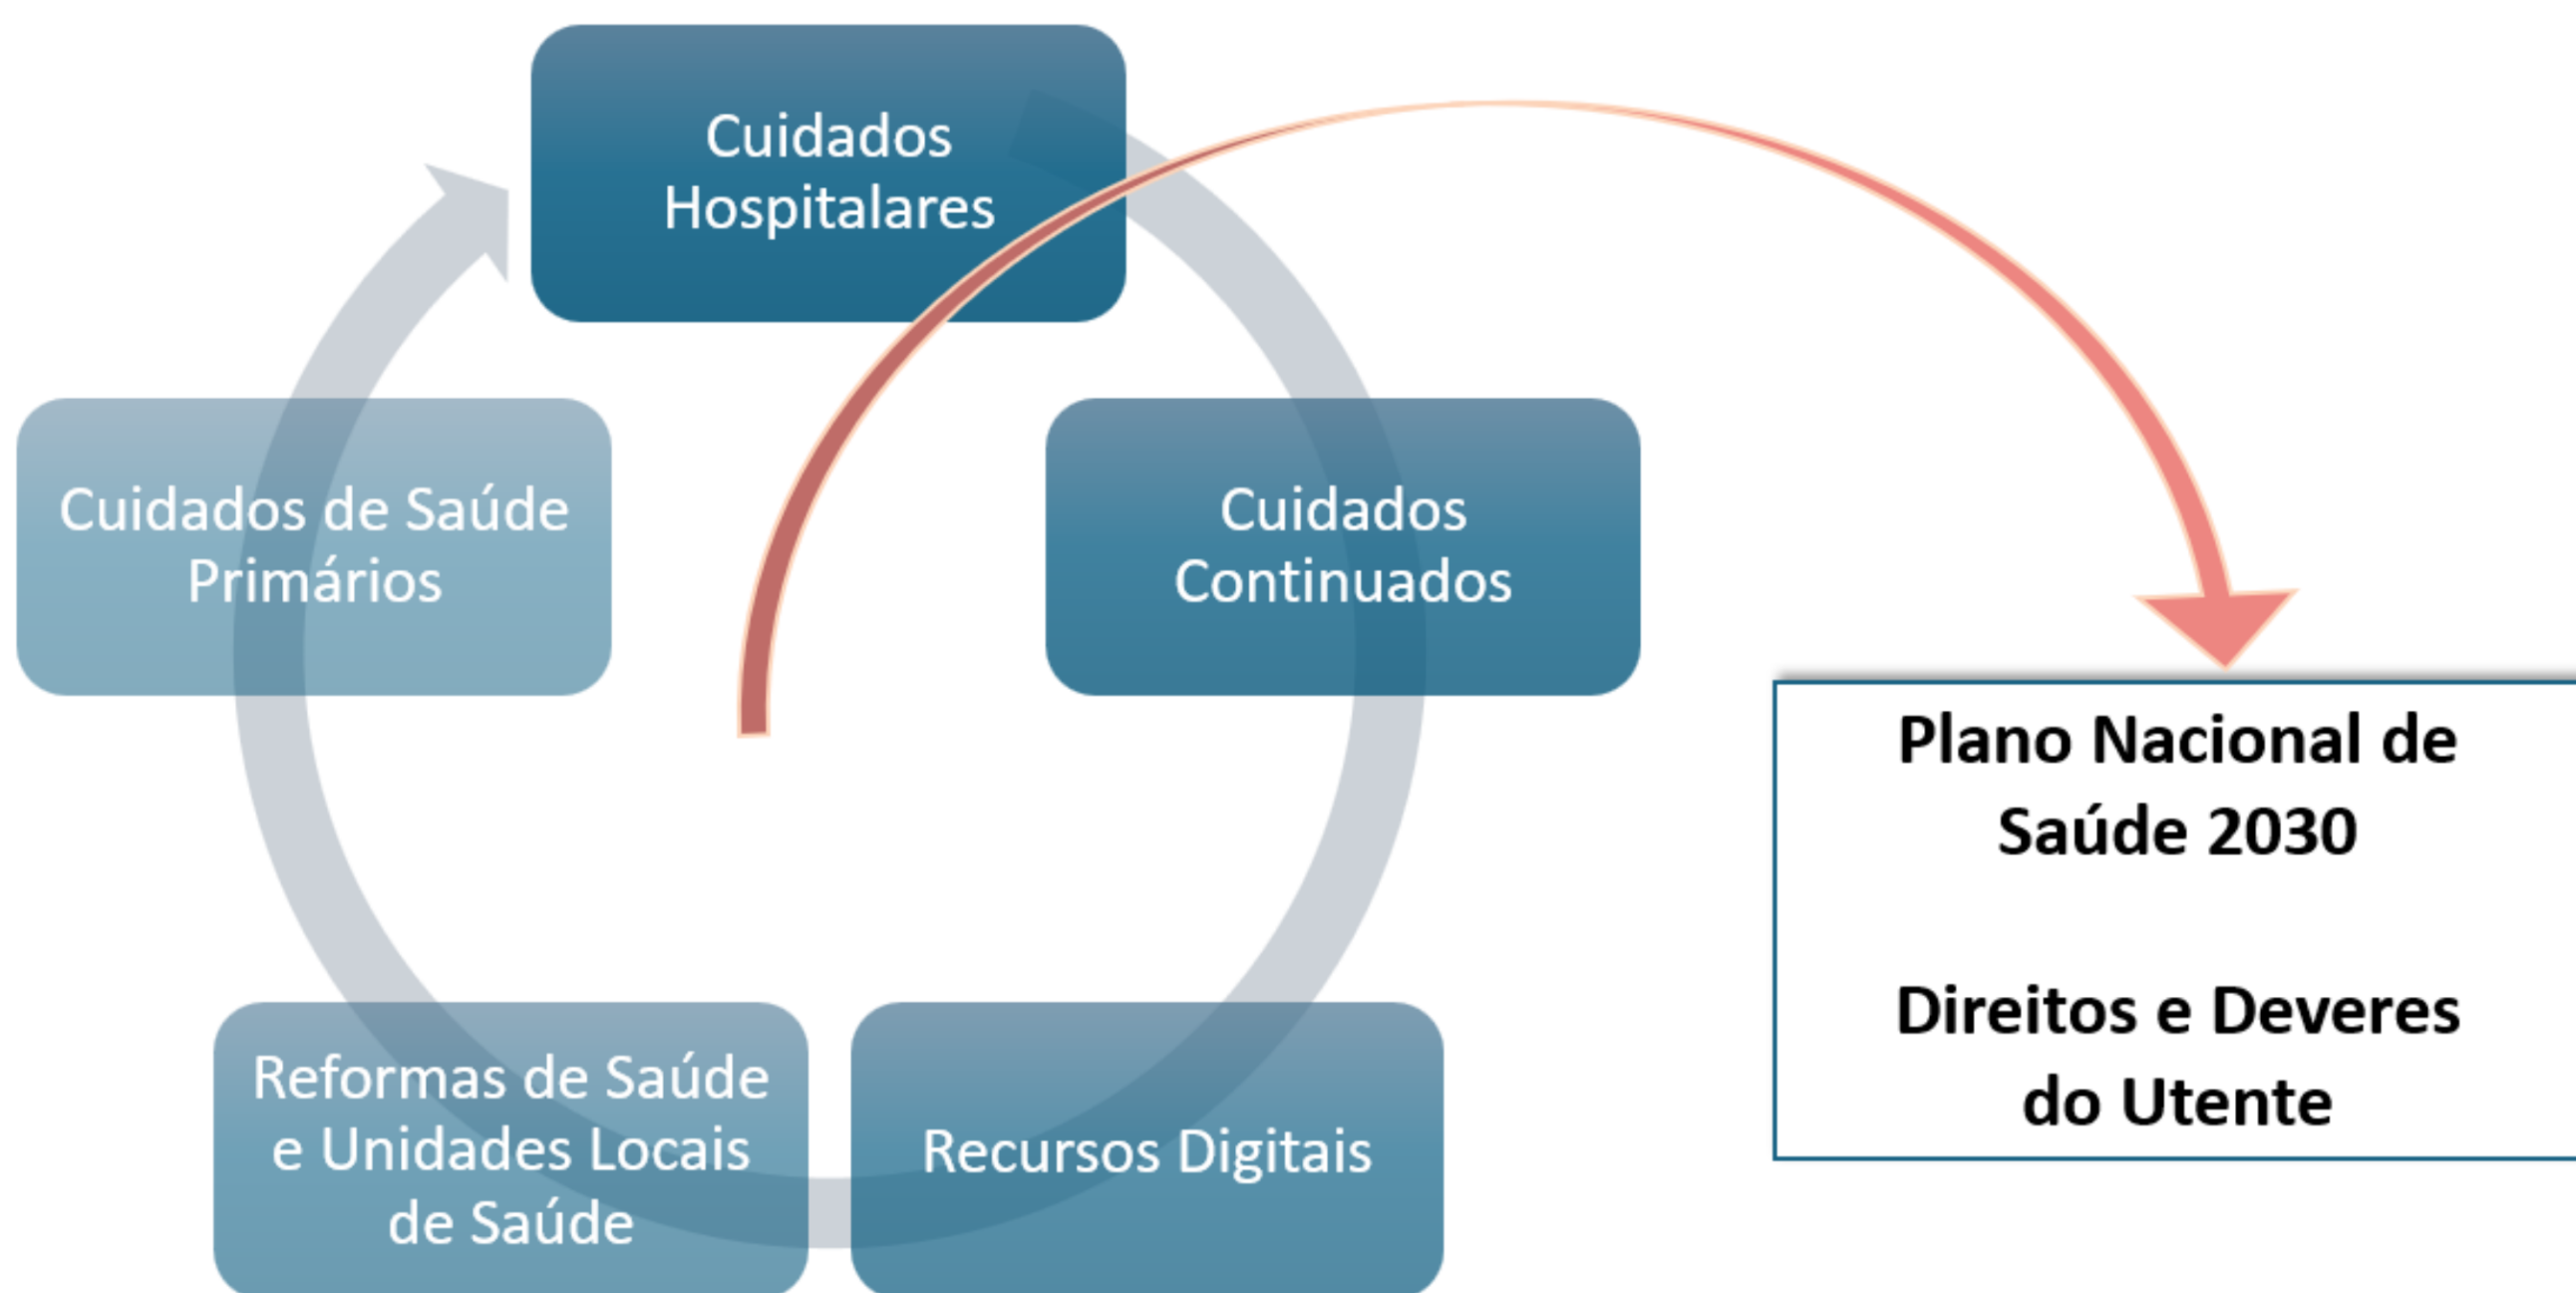 Cuidados
Hospitalares
Cuidados de Saúde
Primários
Cuidados
Continuados
Plano Nacional de
Saúde 2030
Direitos e Deveres
do Utente
Reformas de Saúde
e Unidades Locais
de Saúde
Recursos Digitais